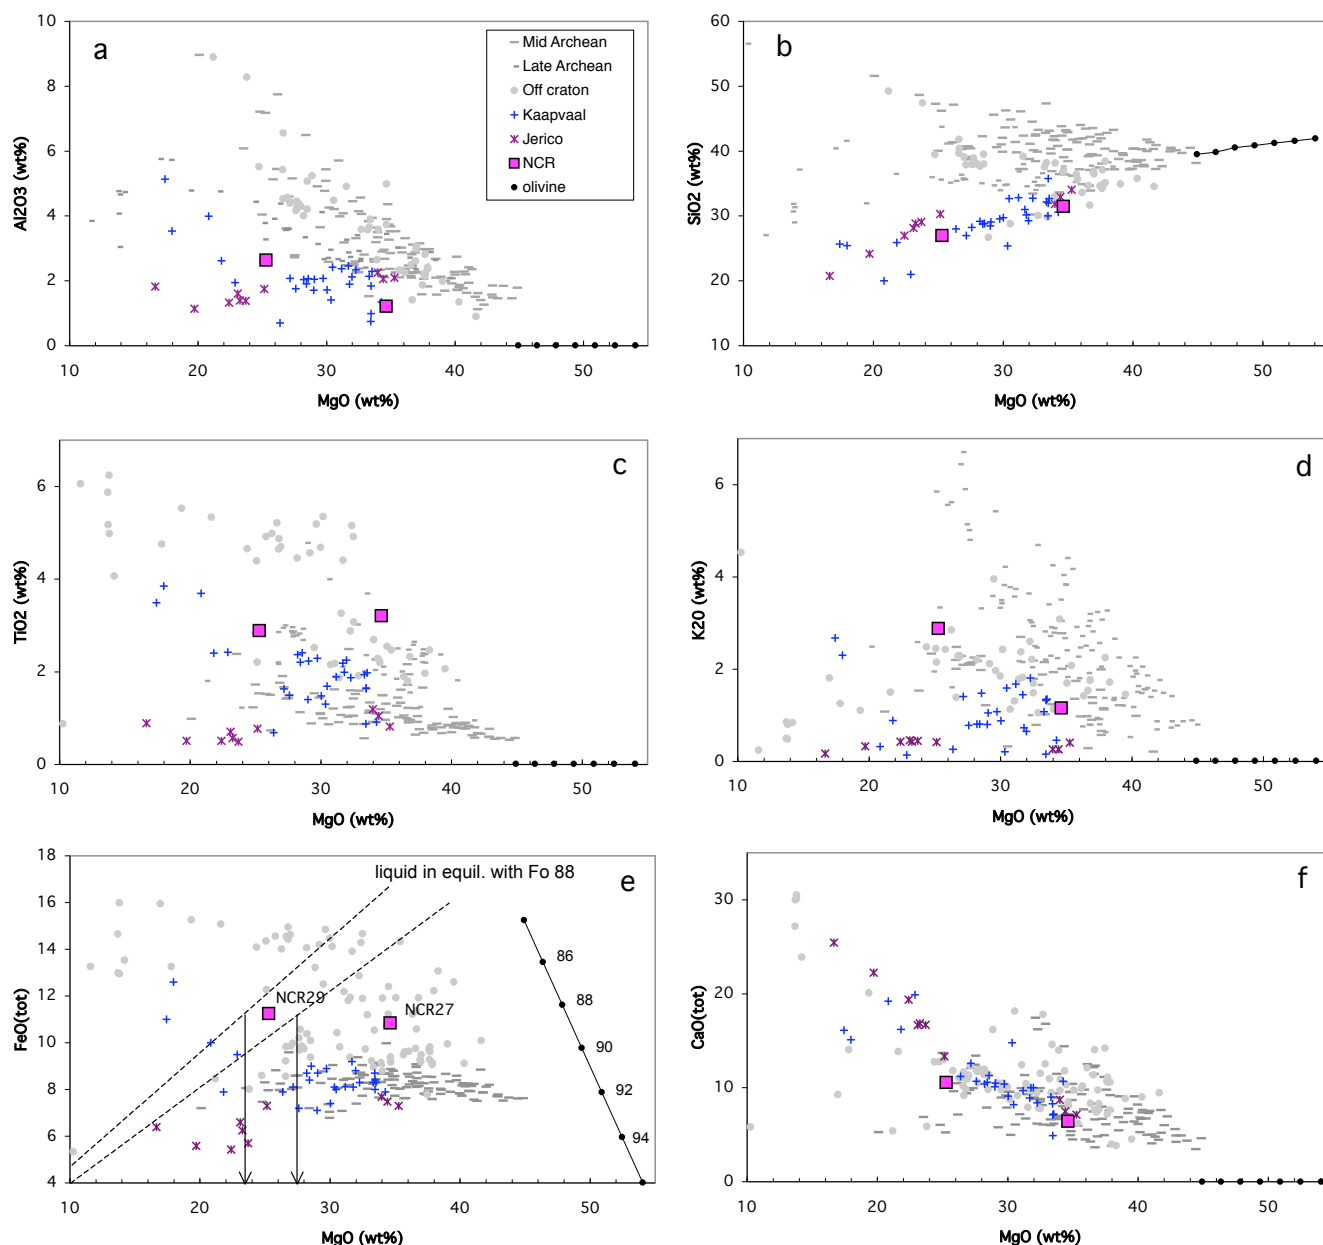 a
10
8
6
4
2
0
Al2O3 (wt%)
10 20 30 40 50
MgO (wt%)
Mid Archean
Late Archean
Off craton
Kaapvaal
Jerico
NCR
olivine
b
60
50
40
30
20
10
SiO2 (wt%)
10 20 30 40 50
MgO (wt%)
c
6
4
2
0
TiO2 (wt%)
10 20 30 40 50
MgO (wt%)
d
6
4
2
0
K2O (wt%)
10 20 30 40 50
MgO (wt%)
e
liquid in equil. with Fo 88
18
16
14
12
10
8
6
4
FeO(tot)
NCR29
NCR27
86
88
90
92
94
10 20 30 40 50
MgO (wt%)
f
30
20
10
0
CaO(tot)
10 20 30 40 50
MgO (wt%)